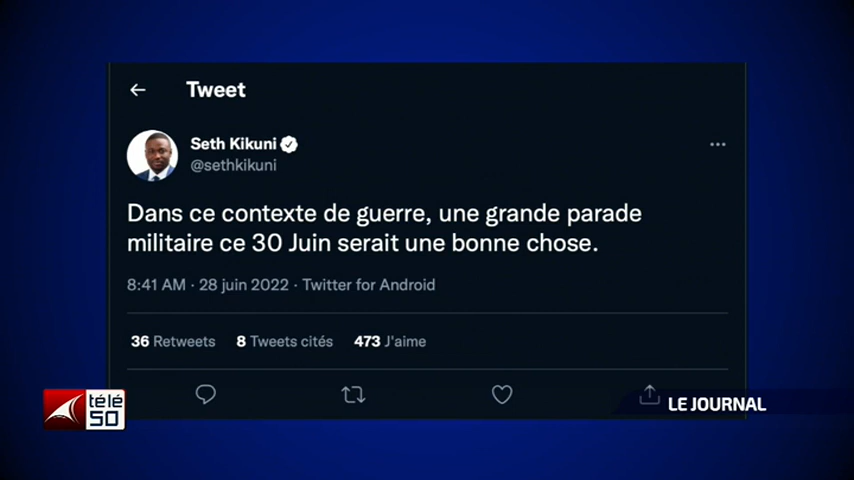 Tweet
Seth Kikuni
@sethkikuni
Dans ce contexte de guerre, une grande parade
militaire ce 30 Juin serait une bonne chose.
8:41 AM · 28 juin 2022 · Twitter for Android
36 Retweets 8 Tweets cités 473 J'aime
télé
50
LE JOURNAL